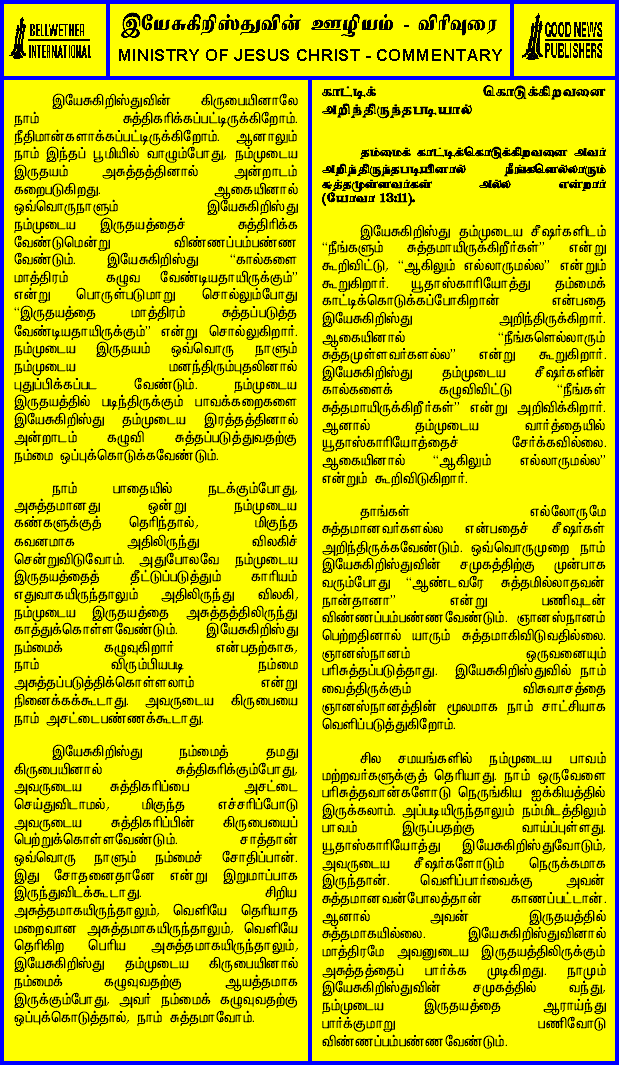 BELLWETHER
INTERNATIONAL
இயேசுகிறிஸ்துவின் ஊழியம் - விரிவுரை
MINISTRY OF JESUS CHRIST - COMMENTARY
GOOD NEWS
PUBLISHERS
இயேசுகிறிஸ்துவின் கிருபையினாலே
நாம் சுத்திகரிக்கப்பட்டிருக்கிறோம்.
நீதிமான்களாக்கப்பட்டிருக்கிறோம். ஆனாலும்
நாம் இந்தப் பூமியில் வாழும்போது, நம்முடைய
இருதயம் அசுத்தத்தினால் அன்றாடம்
கறைபடுகிறது. ஆகையினால்
ஒவ்வொருநாளும் இயேசுகிறிஸ்து
நம்முடைய இருதயத்தைச் சுத்திரிக்க
வேண்டுமென்று விண்ணப்பம்பண்ண
வேண்டும். இயேசுகிறிஸ்து “கால்களை
மாத்திரம் கழுவ வேண்டியதாயிருக்கும்”
என்று பொருள்படுமாறு சொல்லும்போது
“இருதயத்தை மாத்திரம் சுத்தப்படுத்த
வேண்டியதாயிருக்கும்” என்று சொல்லுகிறார்.
நம்முடைய இருதயம் ஒவ்வொரு நாளும்
நம்முடைய மனந்திரும்புதலினால்
புதுப்பிக்கப்பட வேண்டும். நம்முடைய
இருதயத்தில் படிந்திருக்கும் பாவக்கறைகளை
இயேசுகிறிஸ்து தம்முடைய இரத்தத்தினால்
அன்றாடம் கழுவி சுத்தப்படுத்துவதற்கு
நம்மை ஒப்புக்கொடுக்கவேண்டும்.
நாம் பாதையில் நடக்கும்போது,
அசுத்தமானது ஒன்று நம்முடைய
கண்களுக்குத் தெரிந்தால், மிகுந்த
கவனமாக அதிலிருந்து விலகிச்
சென்றுவிடுவோம். அதுபோலவே நம்முடைய
இருதயத்தைத் தீட்டுப்படுத்தும் காரியம்
எதுவாகயிருந்தாலும் அதிலிருந்து விலகி,
நம்முடைய இருதயத்தை அசுத்தத்திலிருந்து
காத்துக்கொள்ளவேண்டும். இயேசுகிறிஸ்து
நம்மைக் கழுவுகிறார் என்பதற்காக,
நாம் விரும்பியபடி நம்மை
அசுத்தப்படுத்திக்கொள்ளலாம் என்று
நினைக்கக்கூடாது. அவருடைய கிருபையை
நாம் அசட்டைபண்ணக்கூடாது.
இயேசுகிறிஸ்து நம்மைத் தமது
கிருபையினால் சுத்திகரிக்கும்போது,
அவருடைய சுத்திகரிப்பை அசட்டை
செய்துவிடாமல், மிகுந்த எச்சரிப்போடு
அவருடைய சுத்திகரிப்பின் கிருபையைப்
பெற்றுக்கொள்ளவேண்டும். சாத்தான்
ஒவ்வொரு நாளும் நம்மைச் சோதிப்பான்.
இது சோதனைதானே என்று இறுமாப்பாக
இருந்துவிடக்கூடாது. சிறிய
அசுத்தமாகயிருந்தாலும், வெளியே தெரியாத
மறைவான அசுத்தமாகயிருந்தாலும், வெளியே
தெரிகிற பெரிய அசுத்தமாகயிருந்தாலும்,
இயேசுகிறிஸ்து தம்முடைய கிருபையினால்
நம்மைக் கழுவுவதற்கு ஆயத்தமாக
இருக்கும்போது, அவர் நம்மைக் கழுவுவதற்கு
ஒப்புக்கொடுத்தால், நாம் சுத்தமாவோம்.
காட்டிக் கொடுக்கிறவனை
அறிந்திருந்தபடியால்
தம்மைக் காட்டிக்கொடுக்கிறவனை அவர்
அறிந்திருந்தபடியினால் நீங்களெல்லாரும்
சுத்தமுள்ளவர்கள் அல்ல என்றார்
(யோவா 13:11).
இயேசுகிறிஸ்து தம்முடைய சீஷர்களிடம்
“நீங்களும் சுத்தமாயிருக்கிறீர்கள்” என்று
கூறிவிட்டு, “ஆகிலும் எல்லாருமல்ல” என்றும்
கூறுகிறார். யூதாஸ்காரியோத்து தம்மைக்
காட்டிக்கொடுக்கப்போகிறான் என்பதை
இயேசுகிறிஸ்து அறிந்திருக்கிறார்.
ஆகையினால் “நீங்களெல்லாரும்
சுத்தமுள்ளவர்களல்ல” என்று கூறுகிறார்.
இயேசுகிறிஸ்து தம்முடைய சீஷர்களின்
கால்களைக் கழுவிவிட்டு “நீங்கள்
சுத்தமாயிருக்கிறீர்கள்” என்று அறிவிக்கிறார்.
ஆனால் தம்முடைய வார்த்தையில்
யூதாஸ்காரியோத்தைச் சேர்க்கவில்லை.
ஆகையினால் “ஆகிலும் எல்லாருமல்ல”
என்றும் கூறிவிடுகிறார்.
தாங்கள் எல்லோருமே
சுத்தமானவர்களல்ல என்பதைச் சீஷர்கள்
அறிந்திருக்கவேண்டும். ஒவ்வொருமுறை நாம்
இயேசுகிறிஸ்துவின் சமுகத்திற்கு முன்பாக
வரும்போது “ஆண்டவரே சுத்தமில்லாதவன்
நான்தானா” என்று பணிவுடன்
விண்ணப்பம்பண்ணவேண்டும். ஞானஸ்நானம்
பெற்றதினால் யாரும் சுத்தமாகிவிடுவதில்லை.
ஞானஸ்நானம் ஒருவனையும்
பரிசுத்தப்படுத்தாது. இயேசுகிறிஸ்துவில் நாம்
வைத்திருக்கும் விசுவாசத்தை
ஞானஸ்நானத்தின் மூலமாக நாம் சாட்சியாக
வெளிப்படுத்துகிறோம்.
சில சமயங்களில் நம்முடைய பாவம்
மற்றவர்களுக்குத் தெரியாது. நாம் ஒருவேளை
பரிசுத்தவான்களோடு நெருங்கிய ஐக்கியத்தில்
இருக்கலாம். அப்படியிருந்தாலும் நம்மிடத்திலும்
பாவம் இருப்பதற்கு வாய்ப்புள்ளது.
யூதாஸ்காரியோத்து இயேசுகிறிஸ்துவோடும்,
அவருடைய சீஷர்களோடும் நெருக்கமாக
இருந்தான். வெளிப்பார்வைக்கு அவன்
சுத்தமானவன்போலத்தான் காணப்பட்டான்.
ஆனால் அவன் இருதயத்தில்
சுத்தமாகயில்லை. இயேசுகிறிஸ்துவினால்
மாத்திரமே அவனுடைய இருதயத்திலிருக்கும்
அசுத்தத்தைப் பார்க்க முடிகிறது. நாமும்
இயேசுகிறிஸ்துவின் சமுகத்தில் வந்து,
நம்முடைய இருதயத்தை ஆராய்ந்து
பார்க்குமாறு பணிவோடு
விண்ணப்பம்பண்ணவேண்டும்.